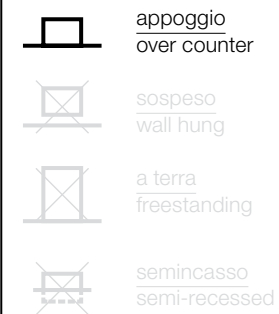 appoggio
over counter
sospeso
wall hung
a terra
freestanding
semincasso
semi-recessed